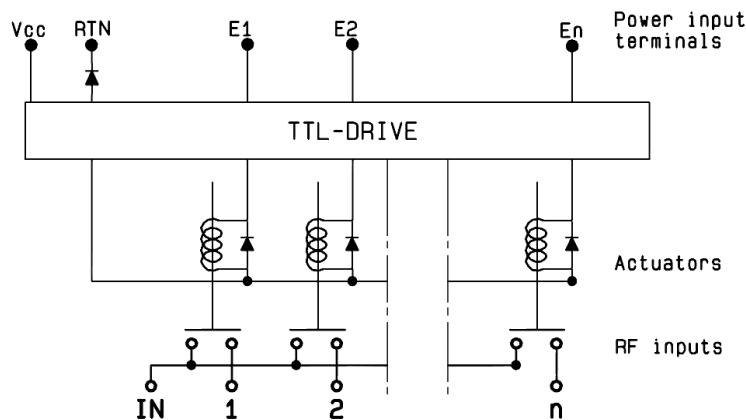 Vcc RTN E1 E2 En Power input
terminals
TTL-DRIVE
Actuators
RF inputs
IN 1 2 n